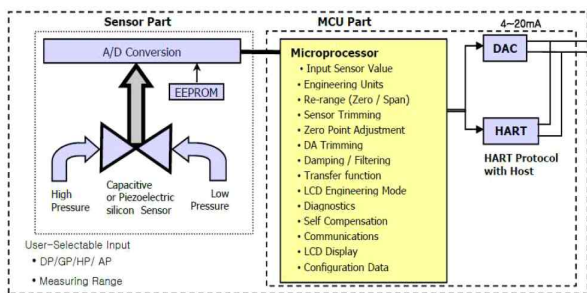 Sensor Part
MCU Part
4~20mA
A/D Conversion
EEPROM
High
Pressure
Capacitive
or Piezoelectric
silicon Sensor
Low
Pressure
User-Selectable Input
• DP/GP/HP/ AP
• Measuring Range
Microprocessor
• Input Sensor Value
• Engineering Units
• Re-range (Zero / Span)
• Sensor Trimming
• Zero Point Adjustment
• DA Trimming
• Damping / Filtering
• Transfer function
• LCD Engineering Mode
• Diagnostics
• Self Compensation
• Communications
• LCD Display
• Configuration Data
DAC
HART
HART Protocol
with Host